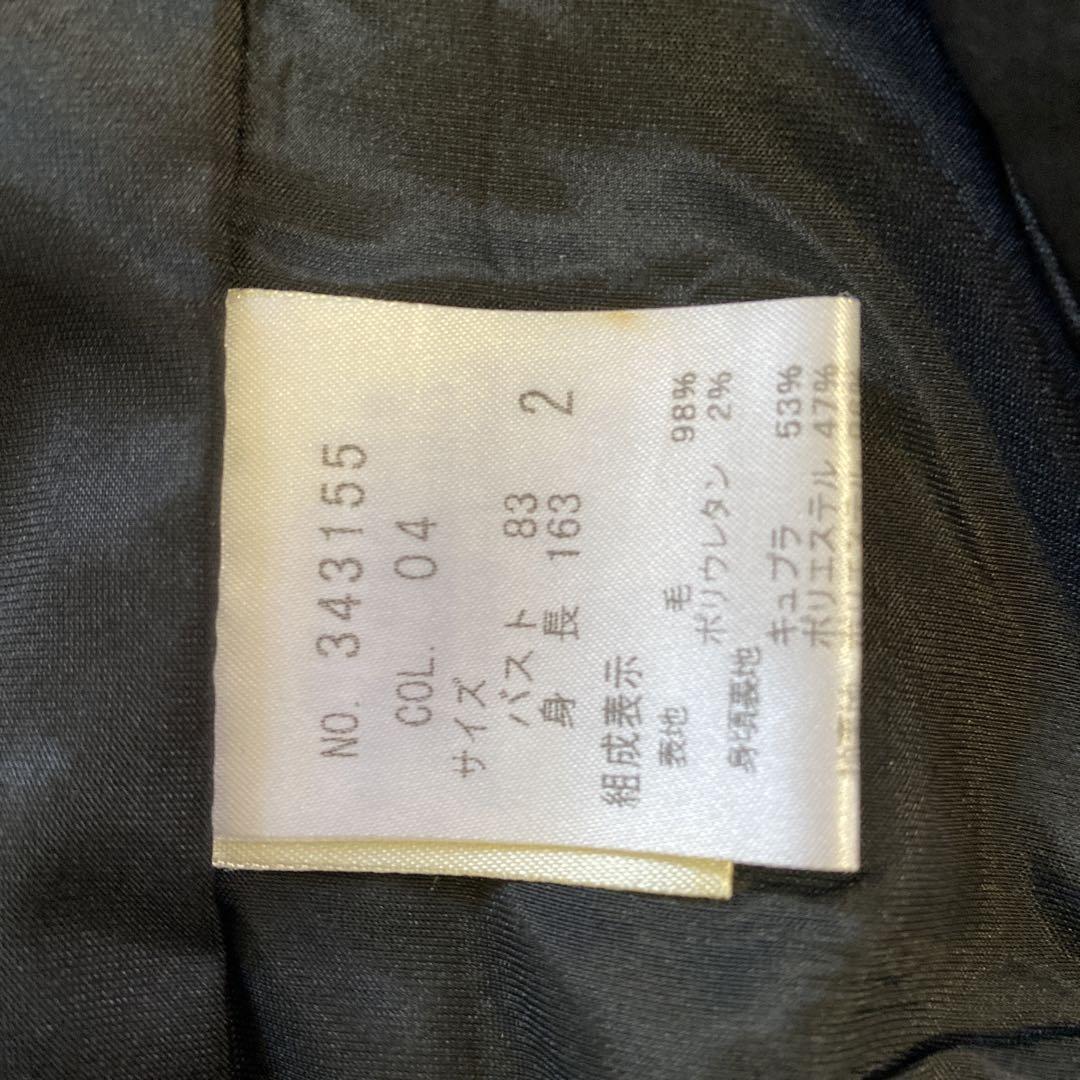 NO. 343155
COL. 04
サイズ
バスト 83 2
身長 163
組成表示
表地
毛 98%
ポリウレタン 2%
身頃裏地
キュプラ 53%
ポリエステル 47%